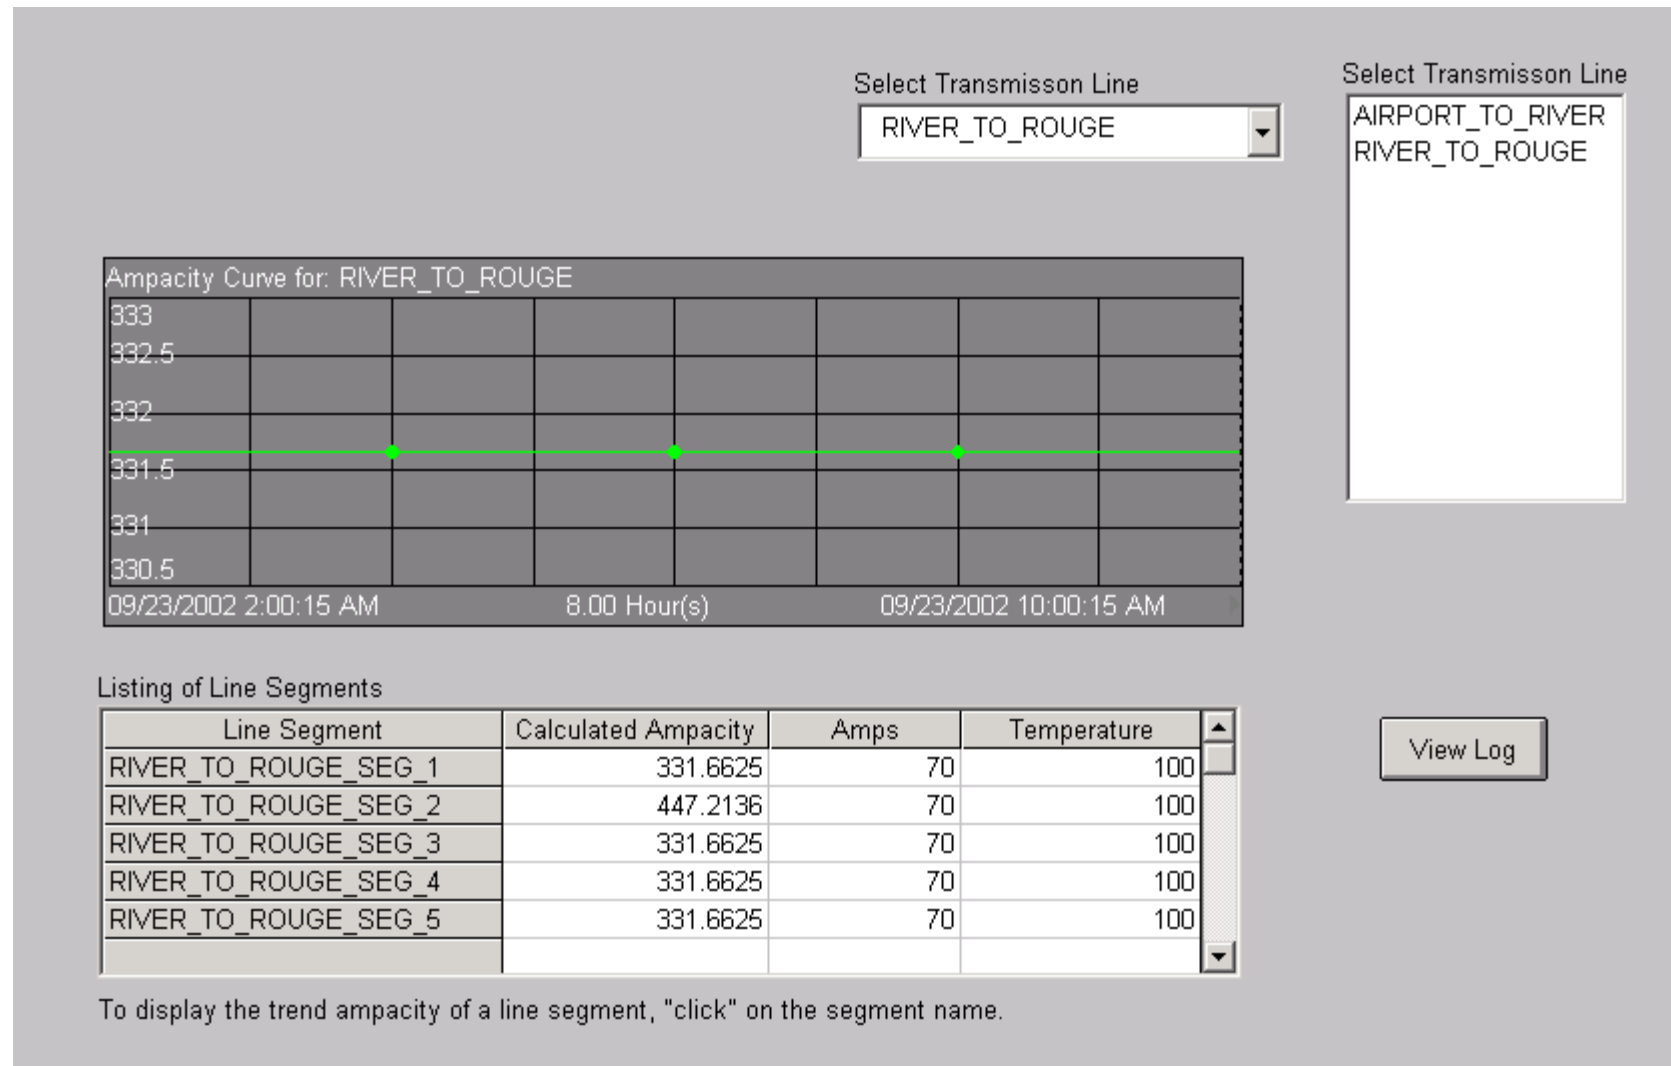 Select Transmisson Line
RIVER_TO_ROUGE
Select Transmisson Line
AIRPORT_TO_RIVER
RIVER_TO_ROUGE
Ampacity Curve for: RIVER_TO_ROUGE
333
332.5
332
331.5
331
330.5
09/23/2002 2:00:15 AM 8.00 Hour(s) 09/23/2002 10:00:15 AM
Listing of Line Segments
Line Segment Calculated Ampacity Amps Temperature
RIVER_TO_ROUGE_SEG_1 331.6625 70 100
RIVER_TO_ROUGE_SEG_2 447.2136 70 100
RIVER_TO_ROUGE_SEG_3 331.6625 70 100
RIVER_TO_ROUGE_SEG_4 331.6625 70 100
RIVER_TO_ROUGE_SEG_5 331.6625 70 100
View Log
To display the trend ampacity of a line segment, "click" on the segment name.